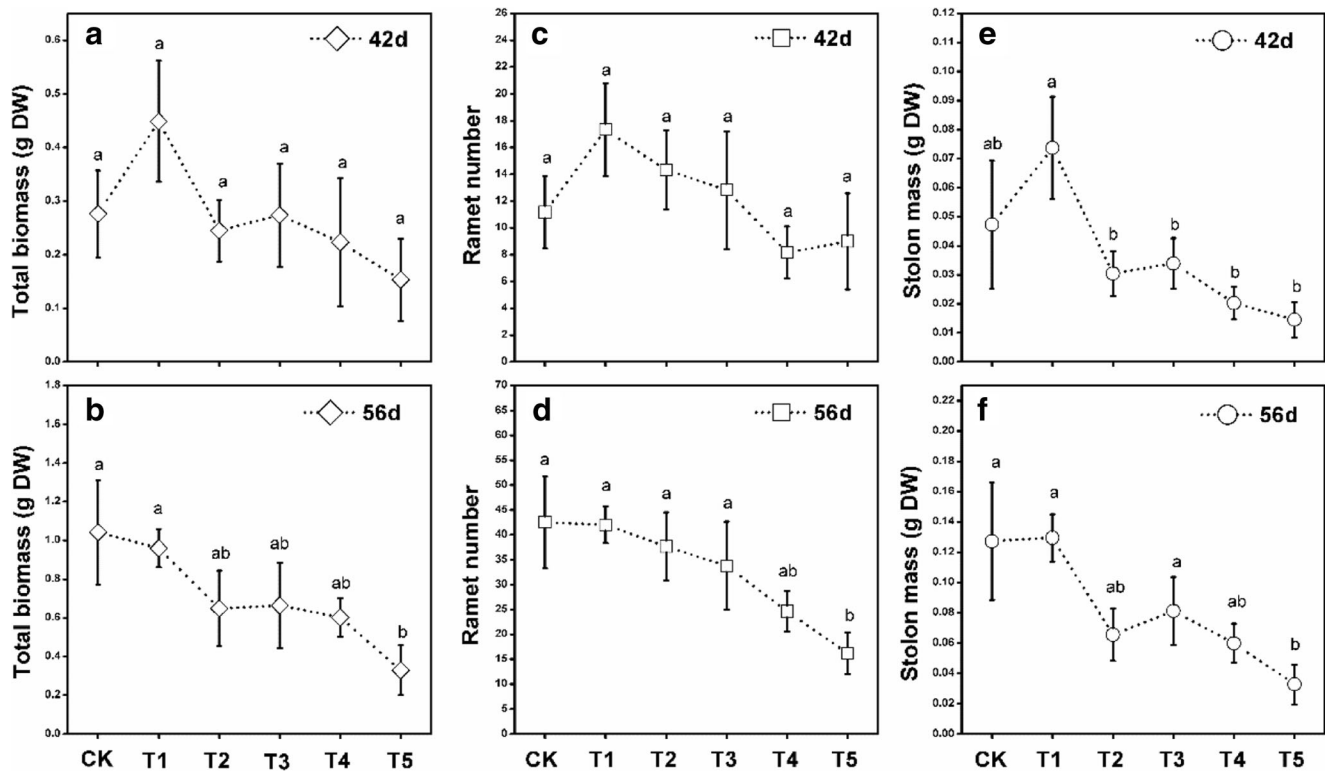 a
42d
Total biomass (g DW)
0.6
0.5
0.4
0.3
0.2
0.1
0.0
a
a
a
a
a
a
c
42d
Ramet number
26
24
22
20
18
16
14
12
10
8
6
4
2
0
a
a
a
a
a
a
e
42d
Stolon mass (g DW)
0.12
0.11
0.10
0.09
0.08
0.07
0.06
0.05
0.04
0.03
0.02
0.01
0.00
ab
a
b
b
b
b
b
56d
Total biomass (g DW)
1.8
1.6
1.4
1.2
1.0
0.8
0.6
0.4
0.2
0.0
a
a
ab
ab
ab
b
CK T1 T2 T3 T4 T5
d
56d
Ramet number
70
65
60
55
50
45
40
35
30
25
20
15
10
5
0
a
a
a
a
ab
b
CK T1 T2 T3 T4 T5
f
56d
Stolon mass (g DW)
0.22
0.20
0.18
0.16
0.14
0.12
0.10
0.08
0.06
0.04
0.02
0.00
a
a
ab
a
ab
b
CK T1 T2 T3 T4 T5